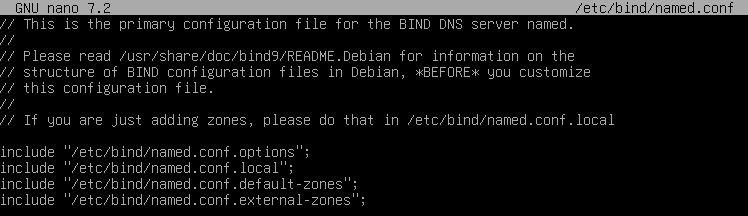 GNU nano 7.2 /etc/bind/named.conf
// This is the primary configuration file for the BIND DNS server named.
//
// Please read /usr/share/doc/bind9/README.Debian for information on the
// structure of BIND configuration files in Debian, *BEFORE* you customize
// this configuration file.
//
// If you are just adding zones, please do that in /etc/bind/named.conf.local
include "/etc/bind/named.conf.options";
include "/etc/bind/named.conf.local";
include "/etc/bind/named.conf.default-zones";
include "/etc/bind/named.conf.external-zones";